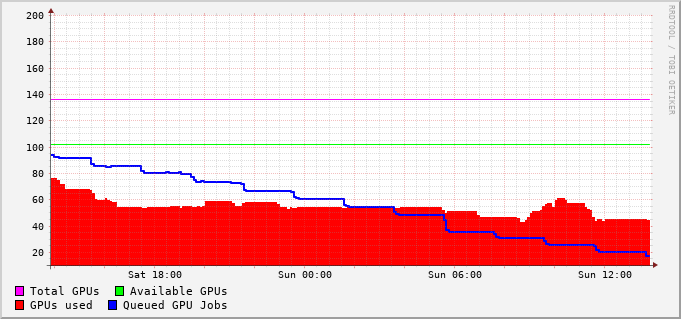 200
180
160
140
120
100
80
60
40
20
Sat 18:00 Sun 00:00 Sun 06:00 Sun 12:00
Total GPUs Available GPUs
GPUs used Queued GPU Jobs
RRDTOOL / TOBI OETIKER